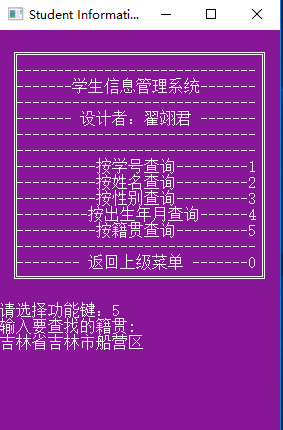 Student Informati...
----------------------------
-------学生信息管理系统-------
----------------------------
-------- 设计者：翟翊君 -------
----------------------------
----------------------------
----------按学号查询---------1
----------按姓名查询---------2
----------按性别查询---------3
---------按出生年月查询------4
----------按籍贯查询---------5
----------------------------
-------- 返回上级菜单 -------0
请选择功能键：5
输入要查找的籍贯:
吉林省吉林市船营区